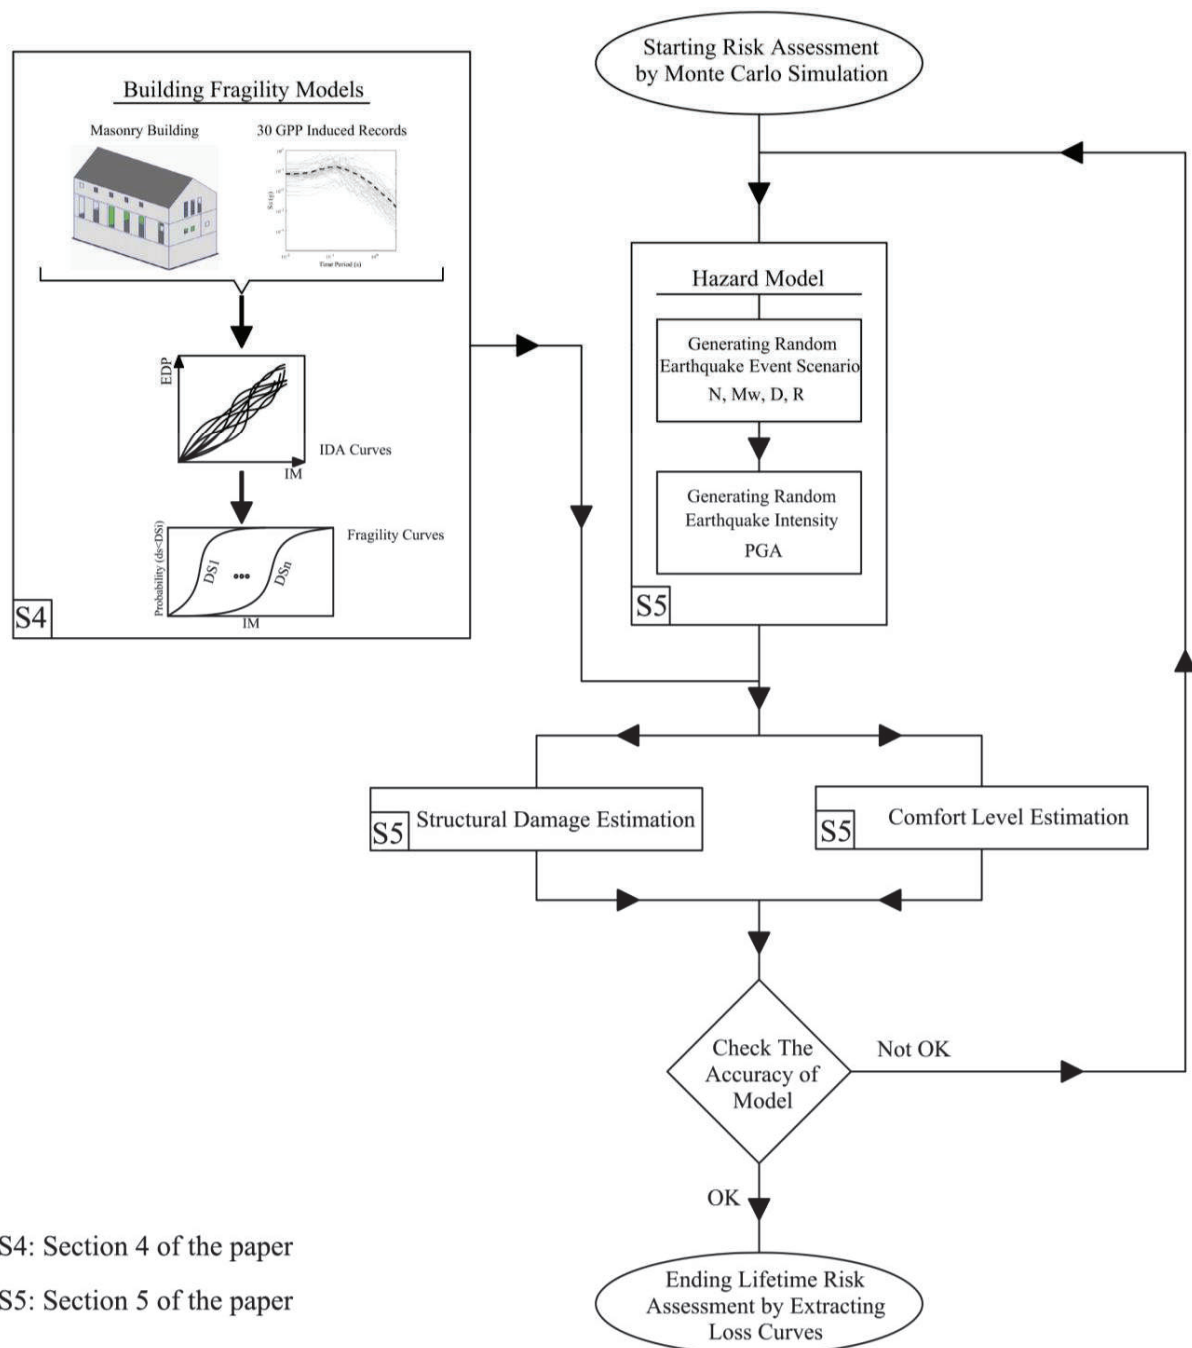 Starting Risk Assessment
by Monte Carlo Simulation
Building Fragility Models
Masonry Building
30 GPP Induced Records
Time Period (s)
EDP
IM
IDA Curves
Probability (ds<DSi)
DS1
DSn
IM
Fragility Curves
S4
Hazard Model
Generating Random
Earthquake Event Scenario
N, Mw, D, R
Generating Random
Earthquake Intensity
PGA
S5
Structural Damage Estimation
S5
Comfort Level Estimation
S5
Check The
Accuracy of
Model
Not OK
OK
Ending Lifetime Risk
Assessment by Extracting
Loss Curves
S4: Section 4 of the paper
S5: Section 5 of the paper